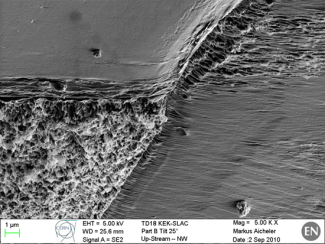 1 µm
CERN
EHT = 5.00 kV
WD = 25.6 mm
Signal A = SE2
TD18 KEK-SLAC
Part B Tilt 25°
Up-Stream -- NW
Mag = 5.00 K X
Markus Aicheler
Date :2 Sep 2010
EN